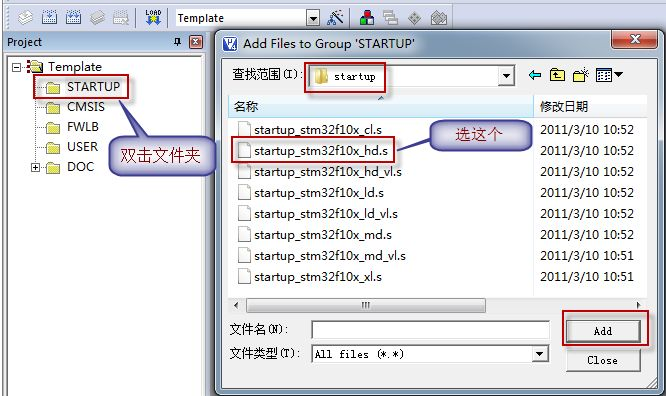 LOAD
Template
Project
Template
STARTUP
CMSIS
FWLB
USER
DOC
双击文件夹
Add Files to Group 'STARTUP'
查找范围(I):
startup
名称
修改日期
startup_stm32f10x_cl.s
2011/3/10 10:52
startup_stm32f10x_hd.s
2011/3/10 10:52
选这个
startup_stm32f10x_hd_vl.s
2011/3/10 10:52
startup_stm32f10x_ld.s
2011/3/10 10:52
startup_stm32f10x_ld_vl.s
2011/3/10 10:52
startup_stm32f10x_md.s
2011/3/10 10:52
startup_stm32f10x_md_vl.s
2011/3/10 10:51
startup_stm32f10x_xl.s
2011/3/10 10:51
文件名(N):
Add
文件类型(T):
All files (*.*)
Close